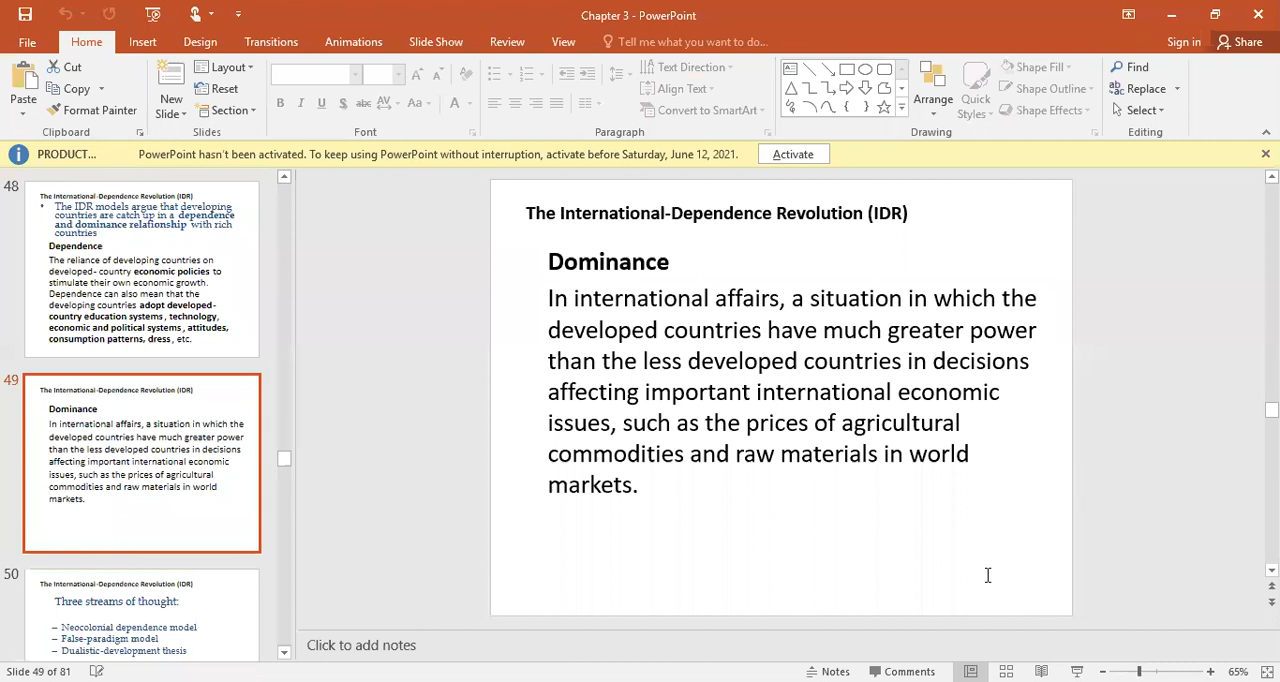 Chapter 3 - PowerPoint
File Home Insert Design Transitions Animations Slide Show Review View Tell me what you want to do... Sign in Share
Paste
Cut
Copy
Format Painter
Clipboard
New Slide
Layout
Reset
Section
Slides
B I U S abc AV Aa A
Font
Text Direction
Align Text
Convert to SmartArt
Paragraph
Arrange
Quick Styles
Shape Fill
Shape Outline
Shape Effects
Drawing
Find
Replace
Select
Editing
PRODUCT... PowerPoint hasn't been activated. To keep using PowerPoint without interruption, activate before Saturday, June 12, 2021. Activate
48
The International-Dependence Revolution (IDR)
• The IDR models argue that developing
countries are catch up in a dependence
and dominance relafionship with rich
countries
Dependence
The reliance of developing countries on
developed- country economic policies to
stimulate their own economic growth.
Dependence can also mean that the
developing countries adopt developed-
country education systems , technology,
economic and political systems , attitudes,
consumption patterns, dress , etc.
49
The International-Dependence Revolution (IDR)
Dominance
In international affairs, a situation in which the
developed countries have much greater power
than the less developed countries in decisions
affecting important international economic
issues, such as the prices of agricultural
commodities and raw materials in world
markets.
50
The International-Dependence Revolution (IDR)
Three streams of thought:
– Neocolonial dependence model
– False-paradigm model
– Dualistic-development thesis
The International-Dependence Revolution (IDR)
Dominance
In international affairs, a situation in which the
developed countries have much greater power
than the less developed countries in decisions
affecting important international economic
issues, such as the prices of agricultural
commodities and raw materials in world
markets.
Click to add notes
Slide 49 of 81 Notes Comments 65%